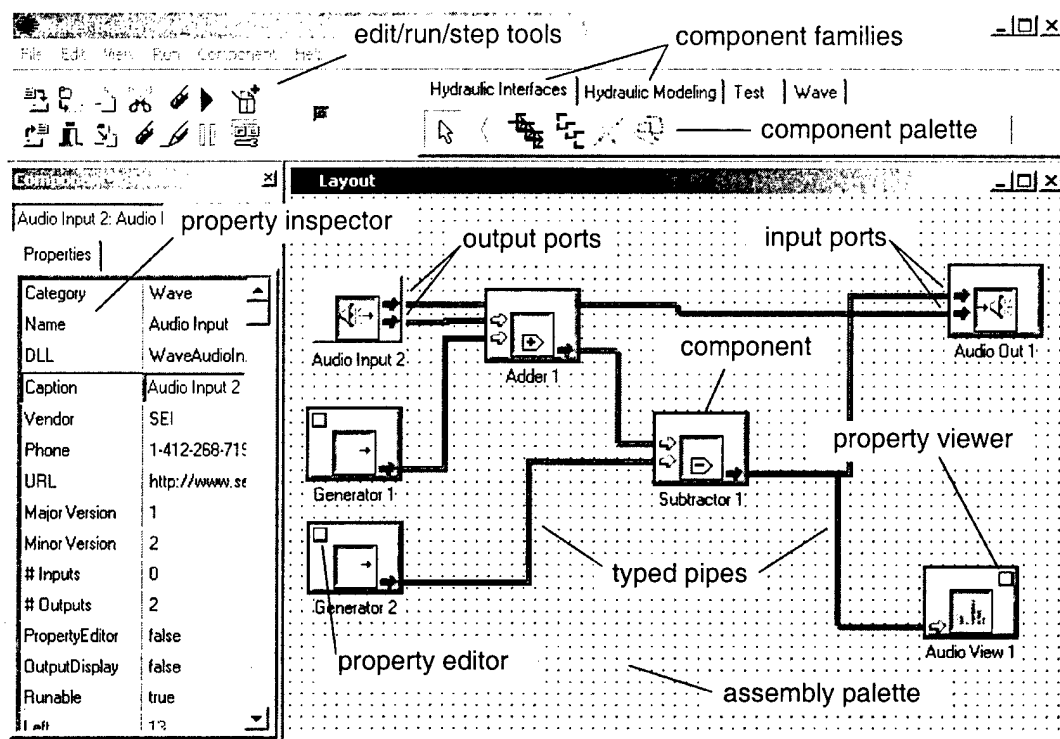 edit/run/step tools
component families
File Edit View Run Component Help
Hydraulic Interfaces Hydraulic Modeling Test Wave
component palette
Layout
Audio Input 2: Audio I
property inspector
Properties
Category Wave
Name Audio Input
DLL WaveAudioIn.
Caption Audio Input 2
Vendor SEI
Phone 1-412-268-719
URL http://www.se
Major Version 1
Minor Version 2
# Inputs 0
# Outputs 2
PropertyEditor false
OutputDisplay false
Runable true
Left 13
output ports
input ports
Audio Input 2
Adder 1
component
Audio Out 1
property viewer
Generator 1
Subtractor 1
typed pipes
Generator 2
property editor
Audio View 1
assembly palette